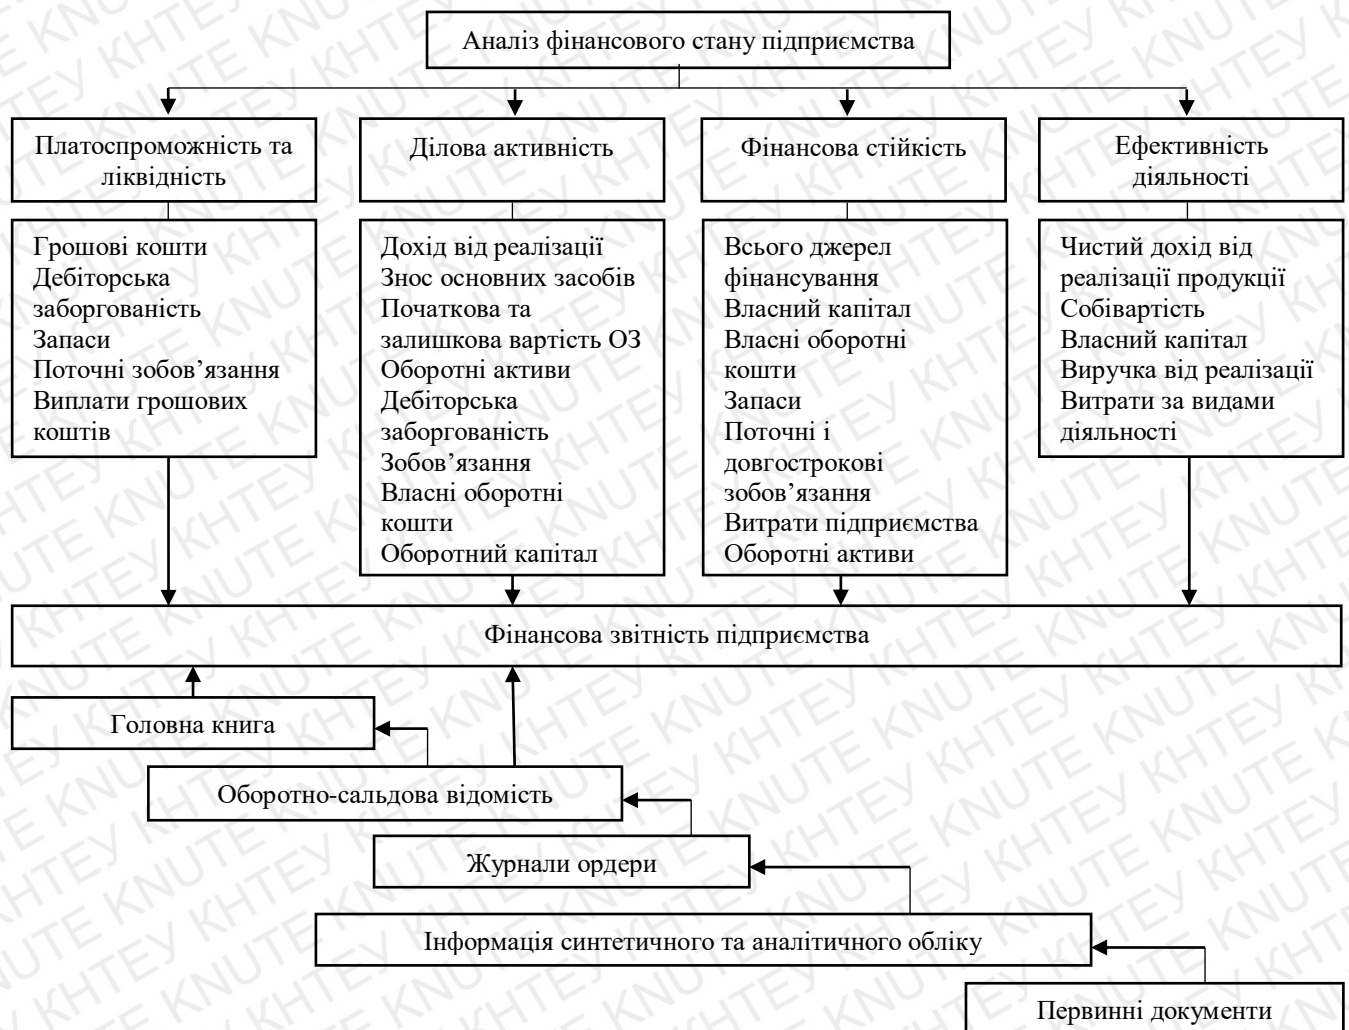 Аналіз фінансового стану підприємства
Платоспроможність та
ліквідність
Ділова активність
Фінансова стійкість
Ефективність
діяльності
Грошові кошти
Дебіторська
заборгованість
Запаси
Поточні зобов’язання
Виплати грошових
коштів
Дохід від реалізації
Знос основних засобів
Початкова та
залишкова вартість ОЗ
Оборотні активи
Дебіторська
заборгованість
Зобов’язання
Власні оборотні
кошти
Оборотний капітал
Всього джерел
фінансування
Власний капітал
Власні оборотні
кошти
Запаси
Поточні і
довгострокові
зобов’язання
Витрати підприємства
Оборотні активи
Чистий дохід від
реалізації продукції
Собівартість
Власний капітал
Виручка від реалізації
Витрати за видами
діяльності
Фінансова звітність підприємства
Головна книга
Оборотно-сальдова відомість
Журнали ордери
Інформація синтетичного та аналітичного обліку
Первинні документи